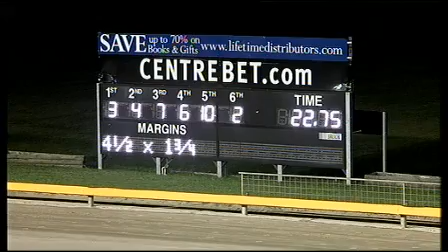 SAVE up to 70% on Books & Gifts www.lifetimedistributors.com
CENTREBET.com
1ST 2ND 3RD 4TH 5TH 6TH TIME
3 4 7 6 10 2 22.75
MARGINS
4½ x 1¾